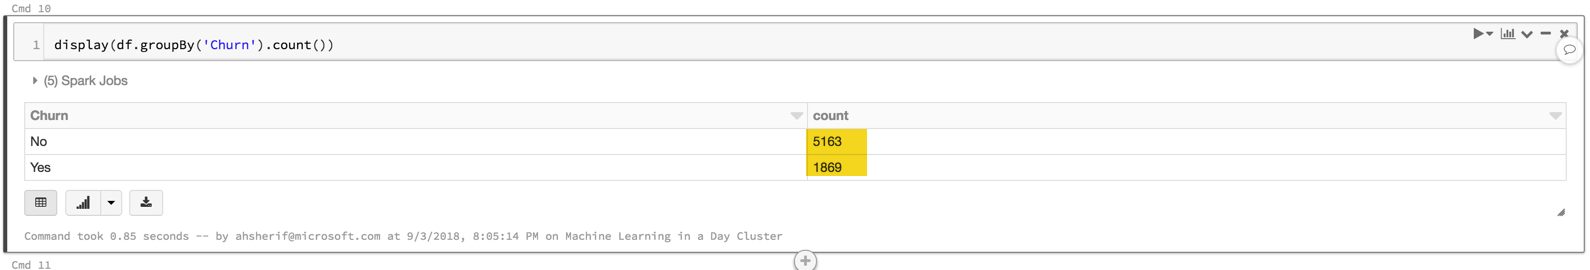 Cmd 10
1 display(df.groupBy('Churn').count())
(5) Spark Jobs
Churn count
No 5163
Yes 1869
Command took 0.85 seconds -- by ahsherif@microsoft.com at 9/3/2018, 8:05:14 PM on Machine Learning in a Day Cluster
Cmd 11